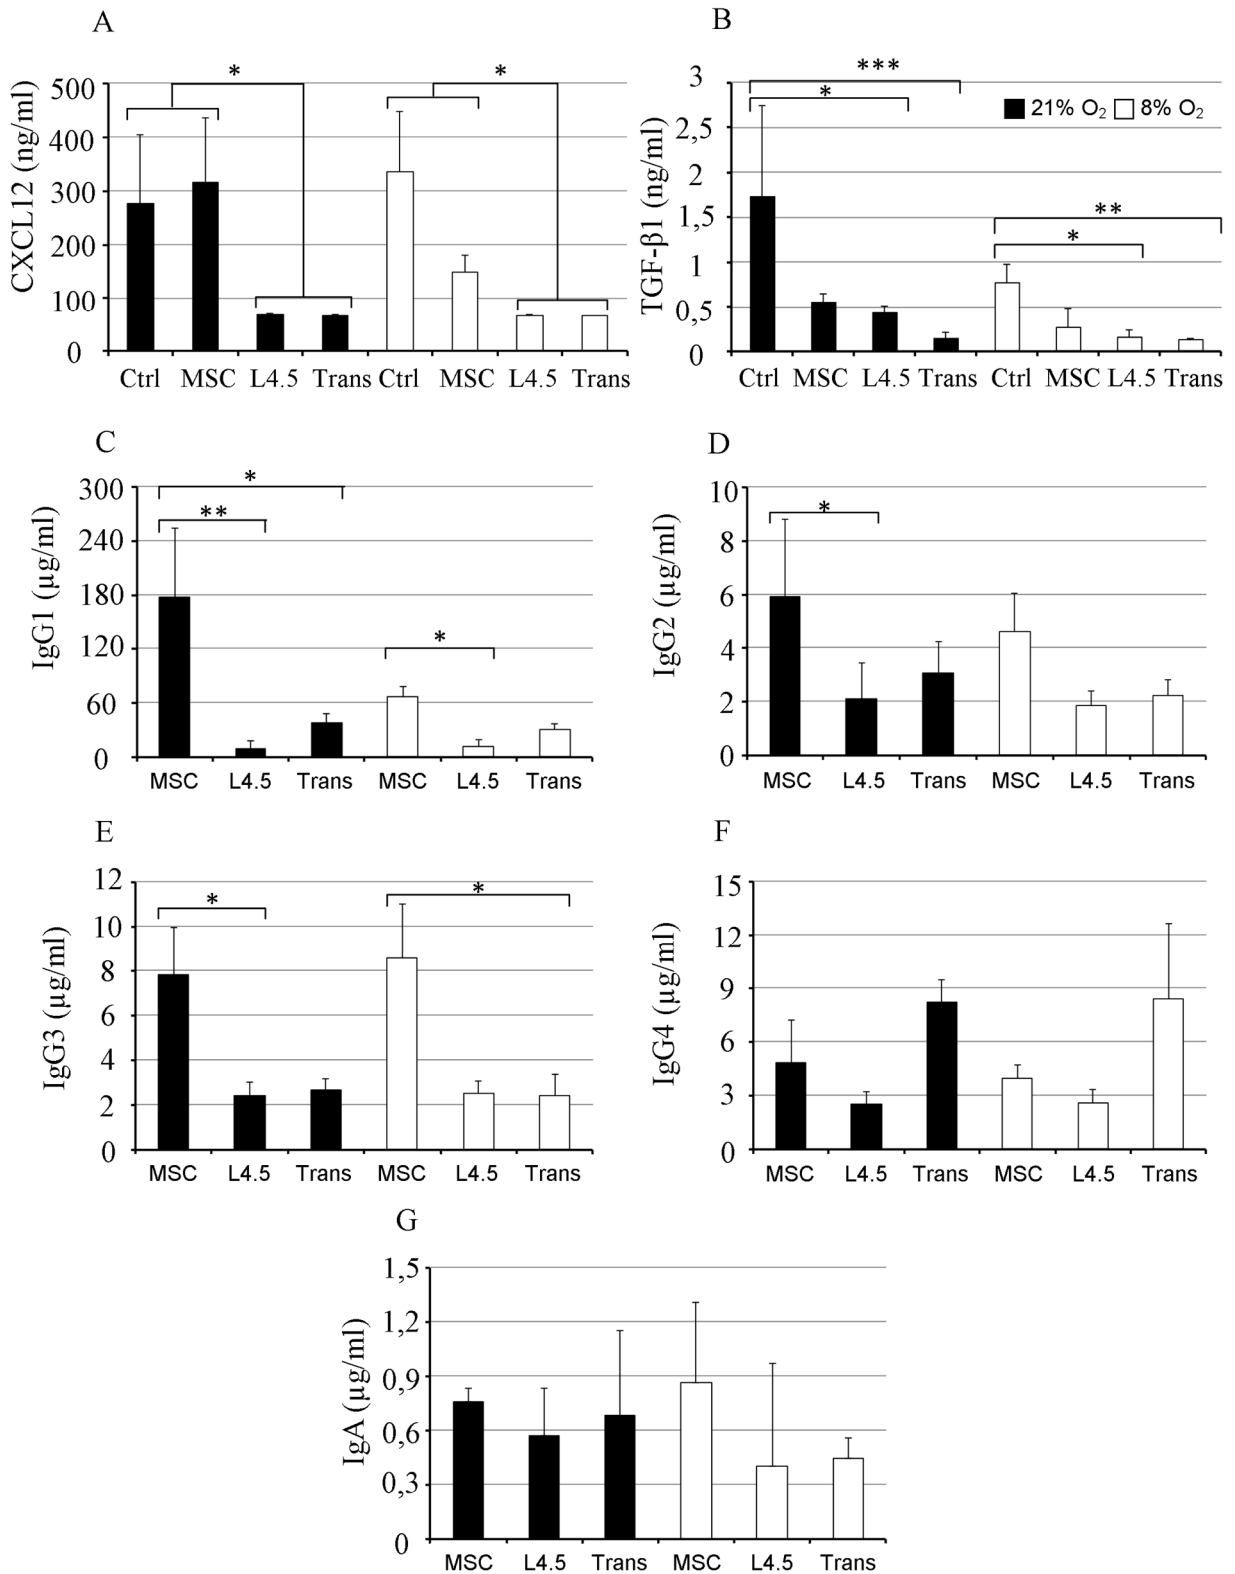 A
CXCL12 (ng/ml)
500
400
300
200
100
0
* *
Ctrl MSC L4.5 Trans Ctrl MSC L4.5 Trans
B
TGF-β1 (ng/ml)
3
2,5
2
1,5
1
0,5
0
***
*
21% O2 8% O2
**
*
Ctrl MSC L4.5 Trans Ctrl MSC L4.5 Trans
C
IgG1 (µg/ml)
300
240
180
120
60
0
*
**
*
MSC L4.5 Trans MSC L4.5 Trans
D
IgG2 (µg/ml)
10
8
6
4
2
0
*
MSC L4.5 Trans MSC L4.5 Trans
E
IgG3 (µg/ml)
12
10
8
6
4
2
0
* *
MSC L4.5 Trans MSC L4.5 Trans
F
IgG4 (µg/ml)
15
12
9
6
3
0
MSC L4.5 Trans MSC L4.5 Trans
G
IgA (µg/ml)
1,5
1,2
0,9
0,6
0,3
0
MSC L4.5 Trans MSC L4.5 Trans